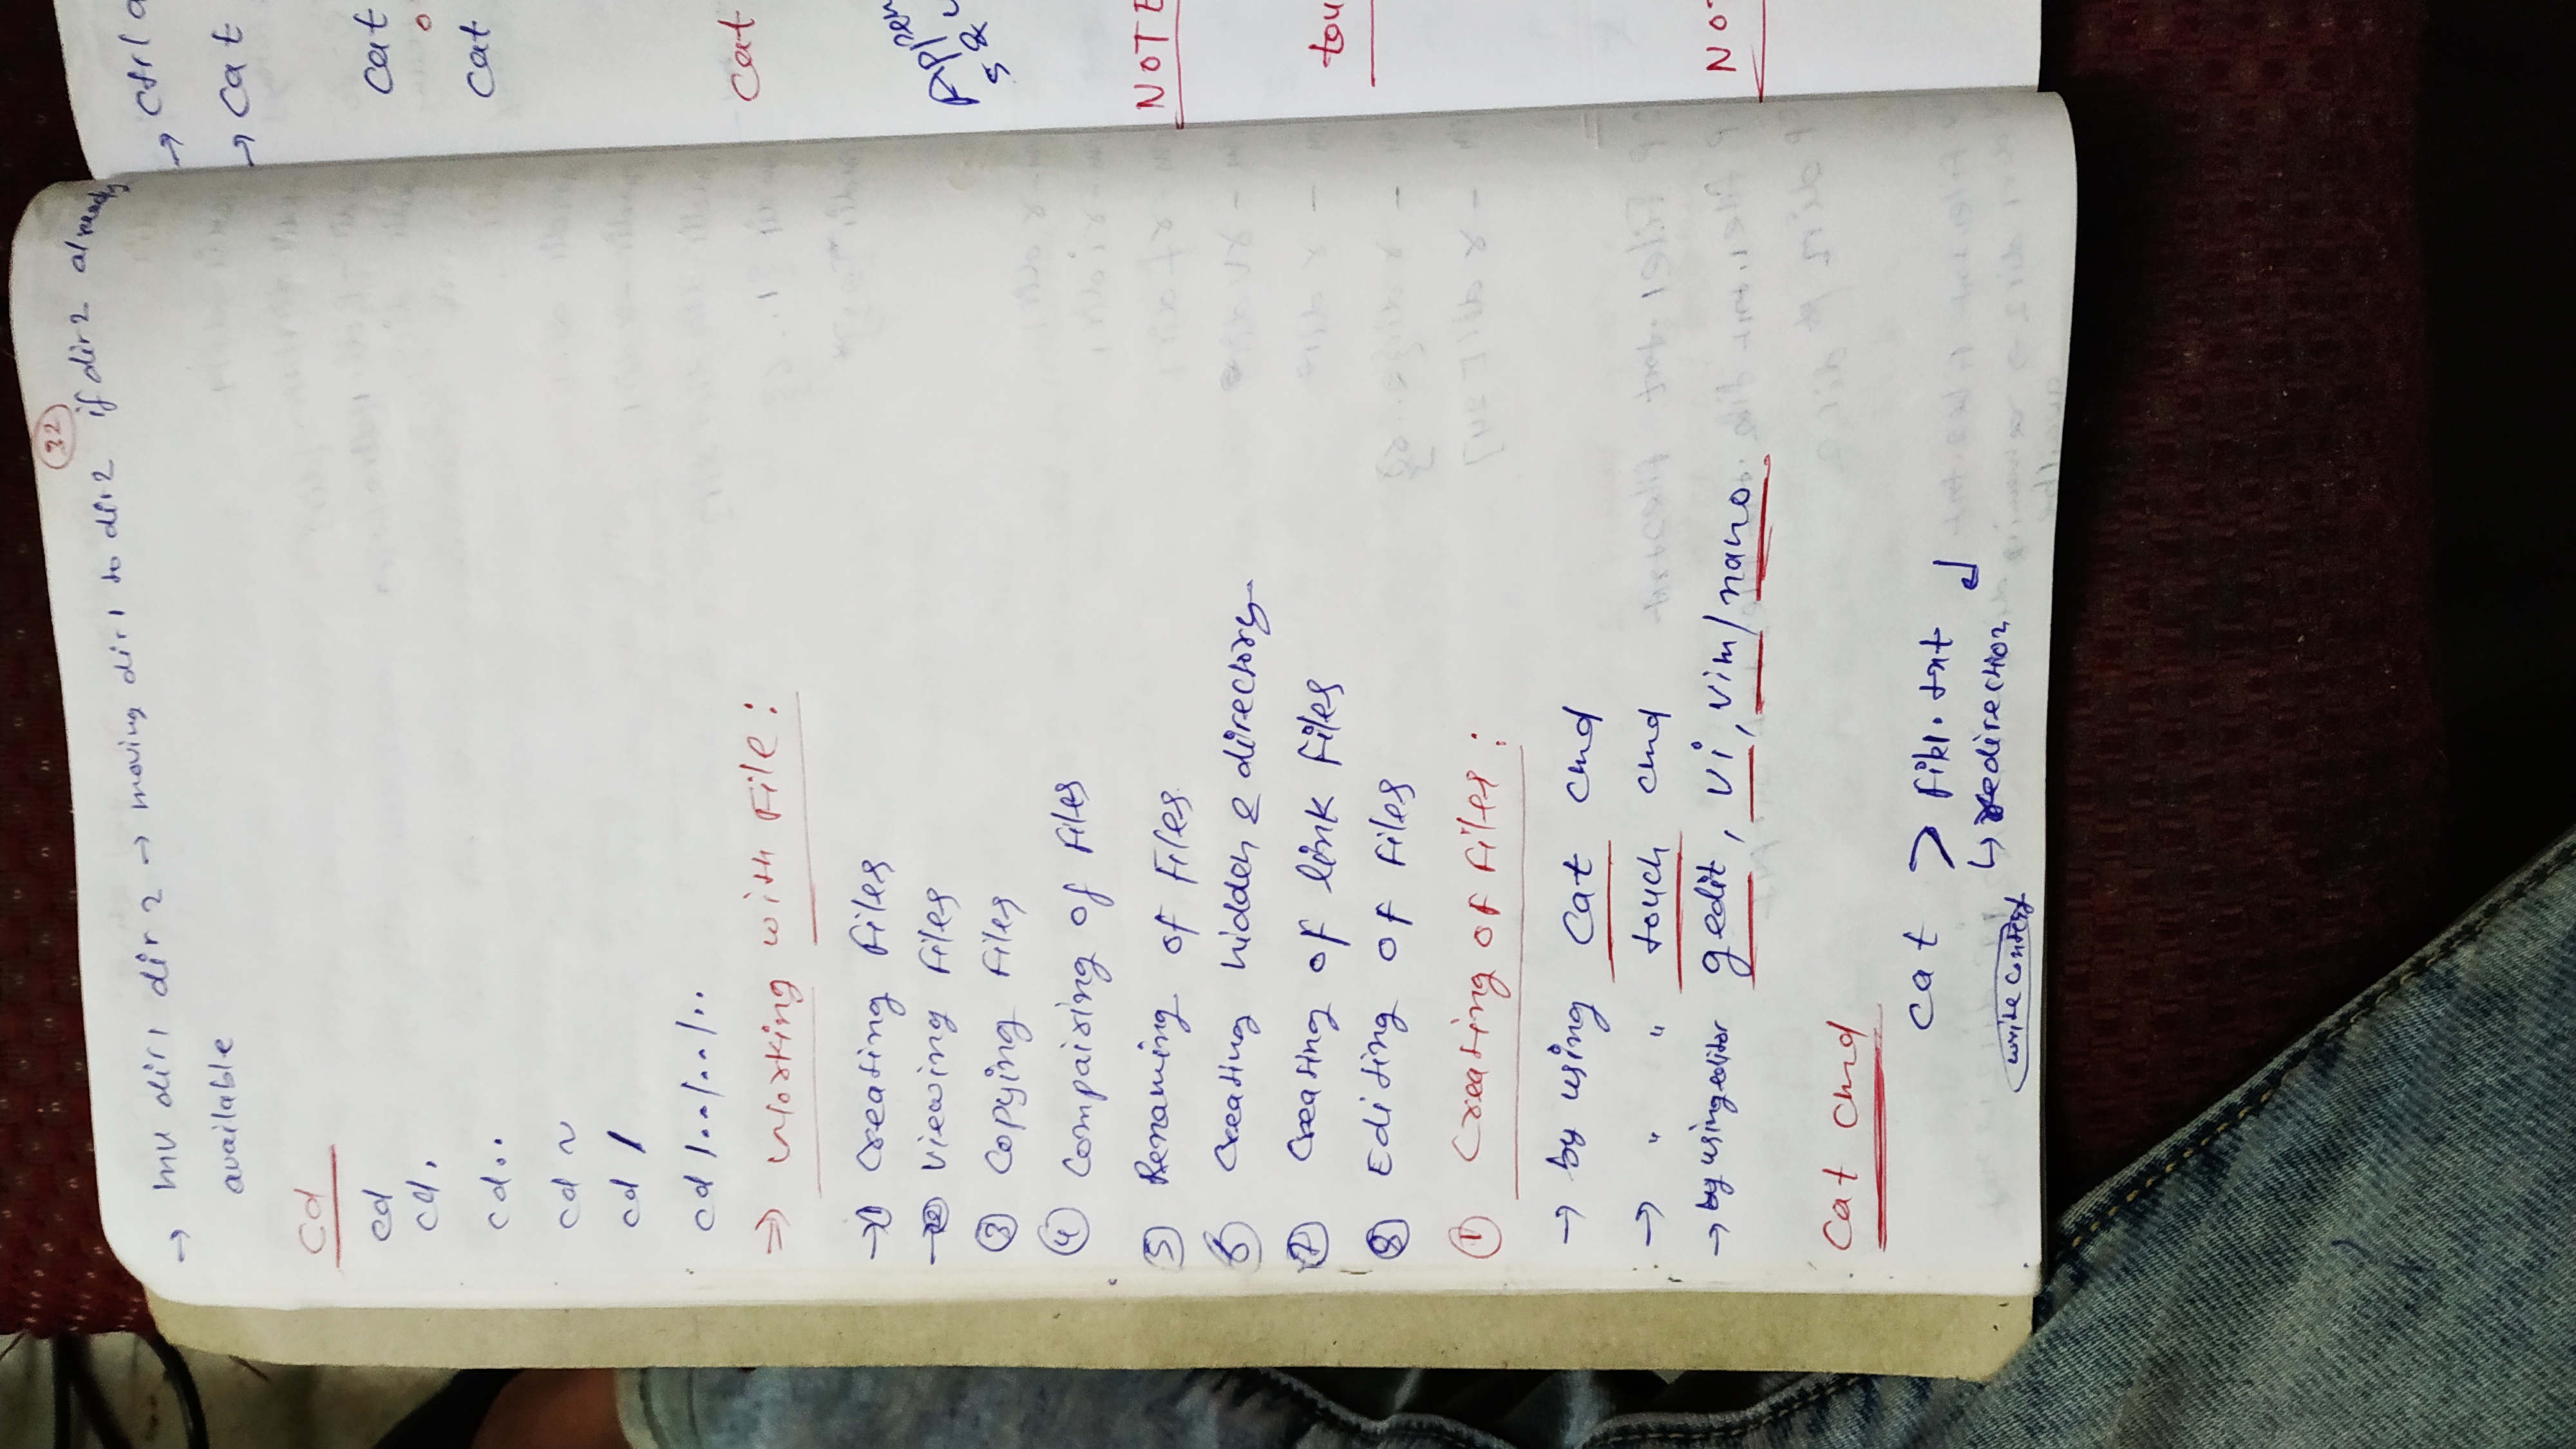 32
→ mv dir1 dir2 → moving dir1 to dir2 if dir2 already
available
cd
cd
cd.
cd..
cd ~
cd /
cd /../../..
⇒ Working with File:
→① Creating files
→② Viewing files
③ Copying files
④ Compairing of files
⑤ Renaming of Files
⑥ Creating hidden & directory
⑦ Creating of link files
⑧ Editing of files
① Creating of files:
→ by using cat cmd
→ " " touch cmd
→ by using editor gedit, vi, vim/nano
cat cmd
cat > file1.txt ↲
↳ redirection
write content
→ ctrl
→ cat
cat
cat
cat
Appen
NOTE
tou
NOT